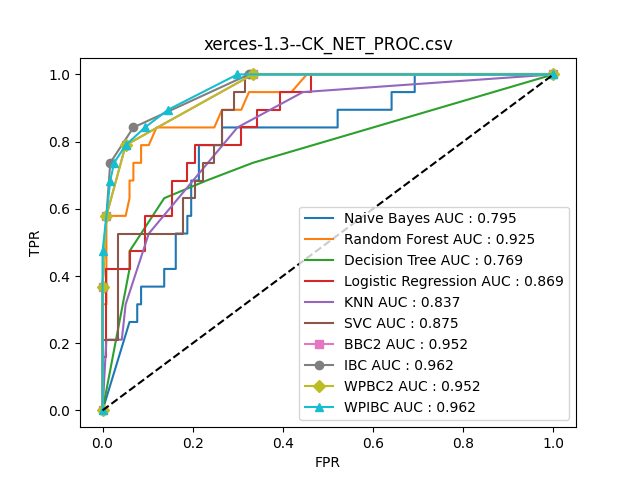 xerces-1.3--CK_NET_PROC.csv
TPR
1.0
0.8
0.6
0.4
0.2
0.0
Naive Bayes AUC : 0.795
Random Forest AUC : 0.925
Decision Tree AUC : 0.769
Logistic Regression AUC : 0.869
KNN AUC : 0.837
SVC AUC : 0.875
BBC2 AUC : 0.952
IBC AUC : 0.962
WPBC2 AUC : 0.952
WPIBC AUC : 0.962
0.0 0.2 0.4 0.6 0.8 1.0
FPR